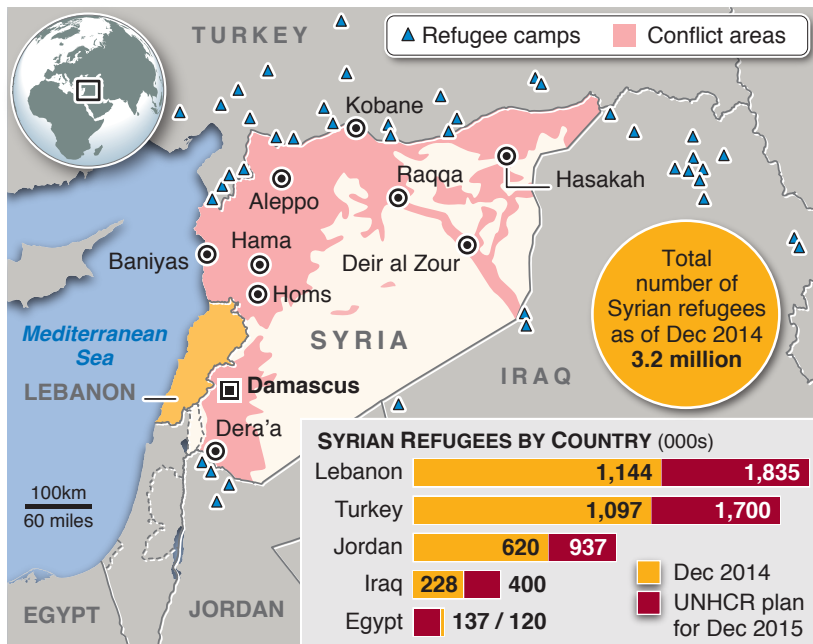 TURKEY
Refugee camps
Conflict areas
Kobane
Raqqa
Hasakah
Aleppo
Hama
Baniyas
Deir al Zour
Homs
Total
number of
Syrian refugees
as of Dec 2014
3.2 million
Mediterranean
Sea
SYRIA
IRAQ
LEBANON
Damascus
Dera'a
100km
60 miles
EGYPT
JORDAN
SYRIAN REFUGEES BY COUNTRY (000s)
Lebanon 1,144 1,835
Turkey 1,097 1,700
Jordan 620 937
Iraq 228 400
Egypt 137 / 120
Dec 2014
UNHCR plan
for Dec 2015